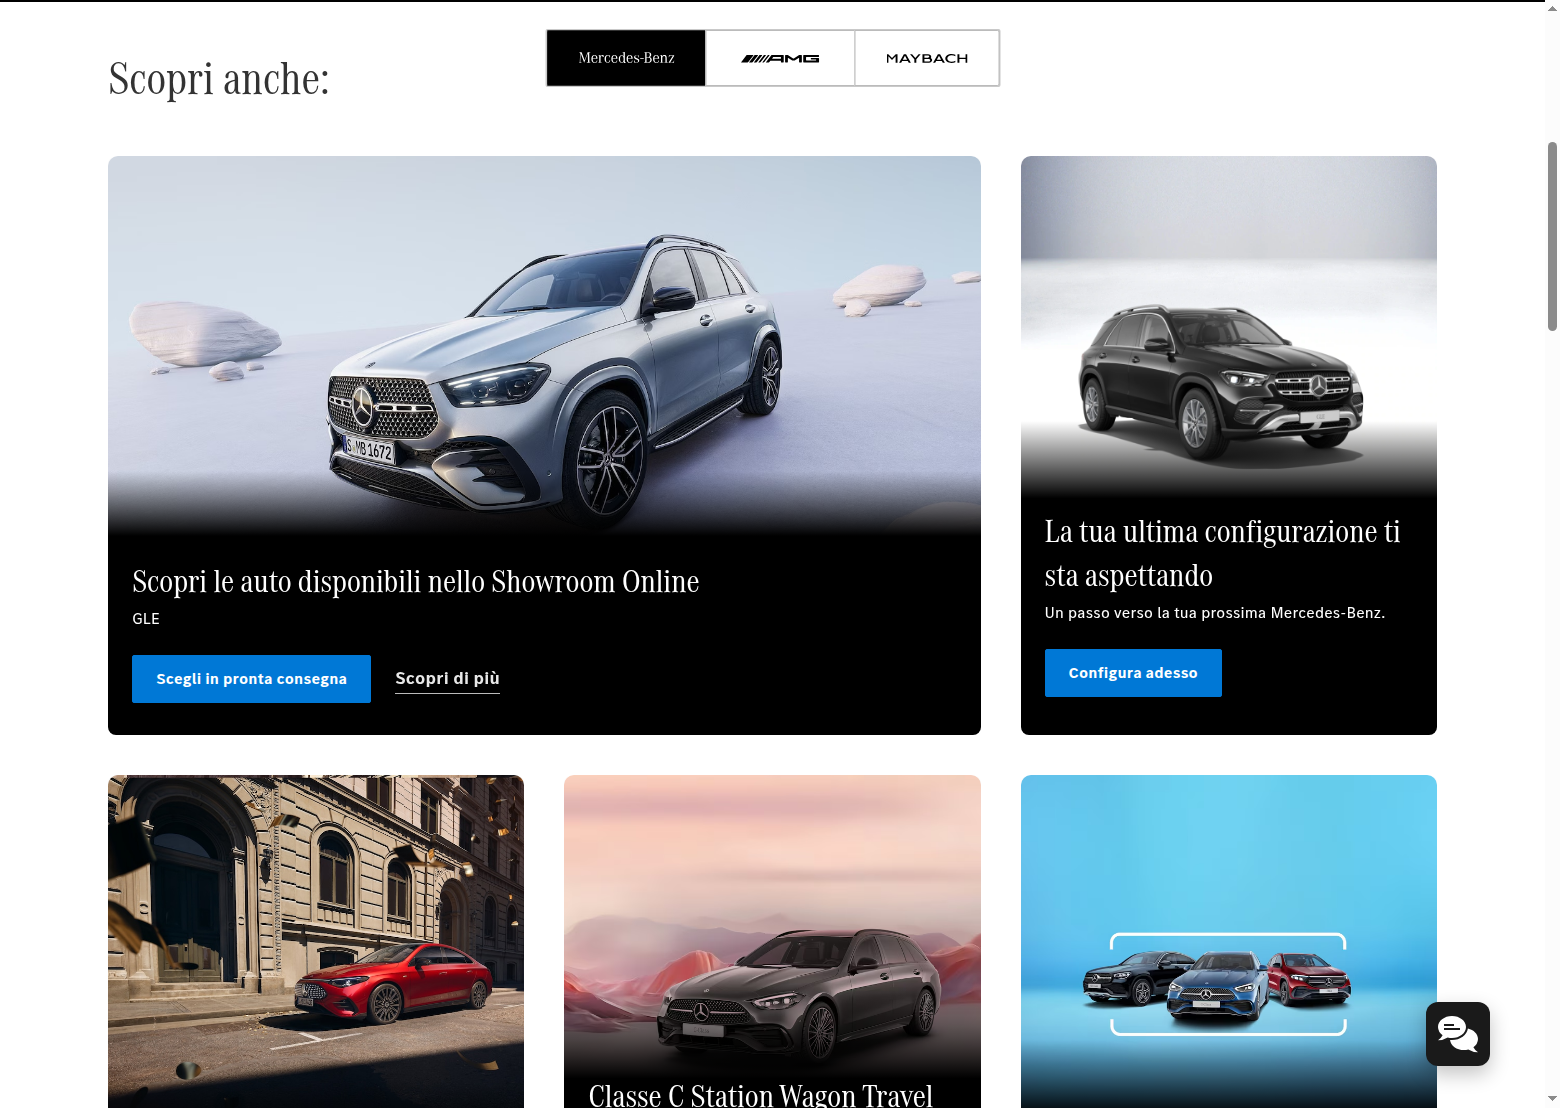 Scopri anche:
Mercedes-Benz
AMG
MAYBACH
S MB 1672
Scopri le auto disponibili nello Showroom Online
GLE
Scegli in pronta consegna
Scopri di più
La tua ultima configurazione ti
sta aspettando
Un passo verso la tua prossima Mercedes-Benz.
Configura adesso
Classe C Station Wagon Travel